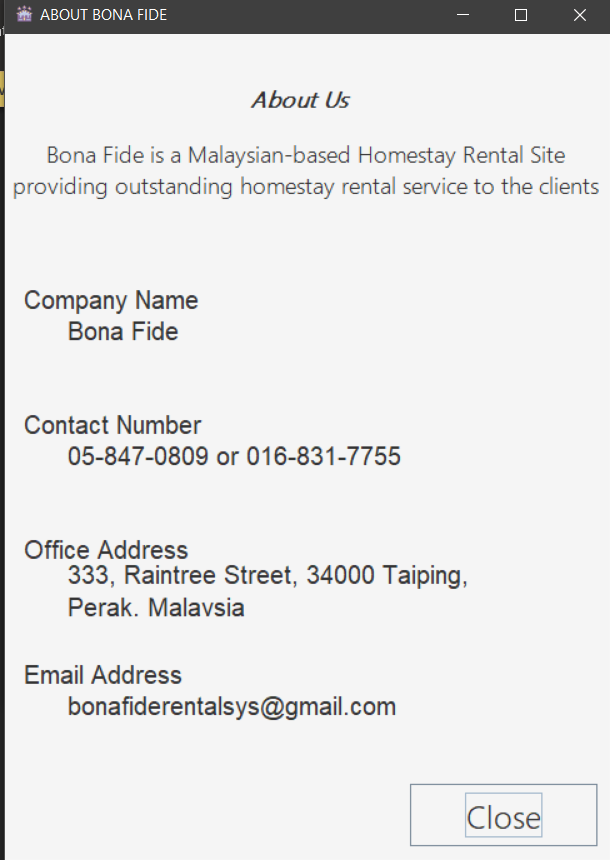 ABOUT BONA FIDE
About Us
Bona Fide is a Malaysian-based Homestay Rental Site
providing outstanding homestay rental service to the clients
Company Name
Bona Fide
Contact Number
05-847-0809 or 016-831-7755
Office Address
333, Raintree Street, 34000 Taiping,
Perak. Malaysia
Email Address
bonafiderentalsys@gmail.com
Close